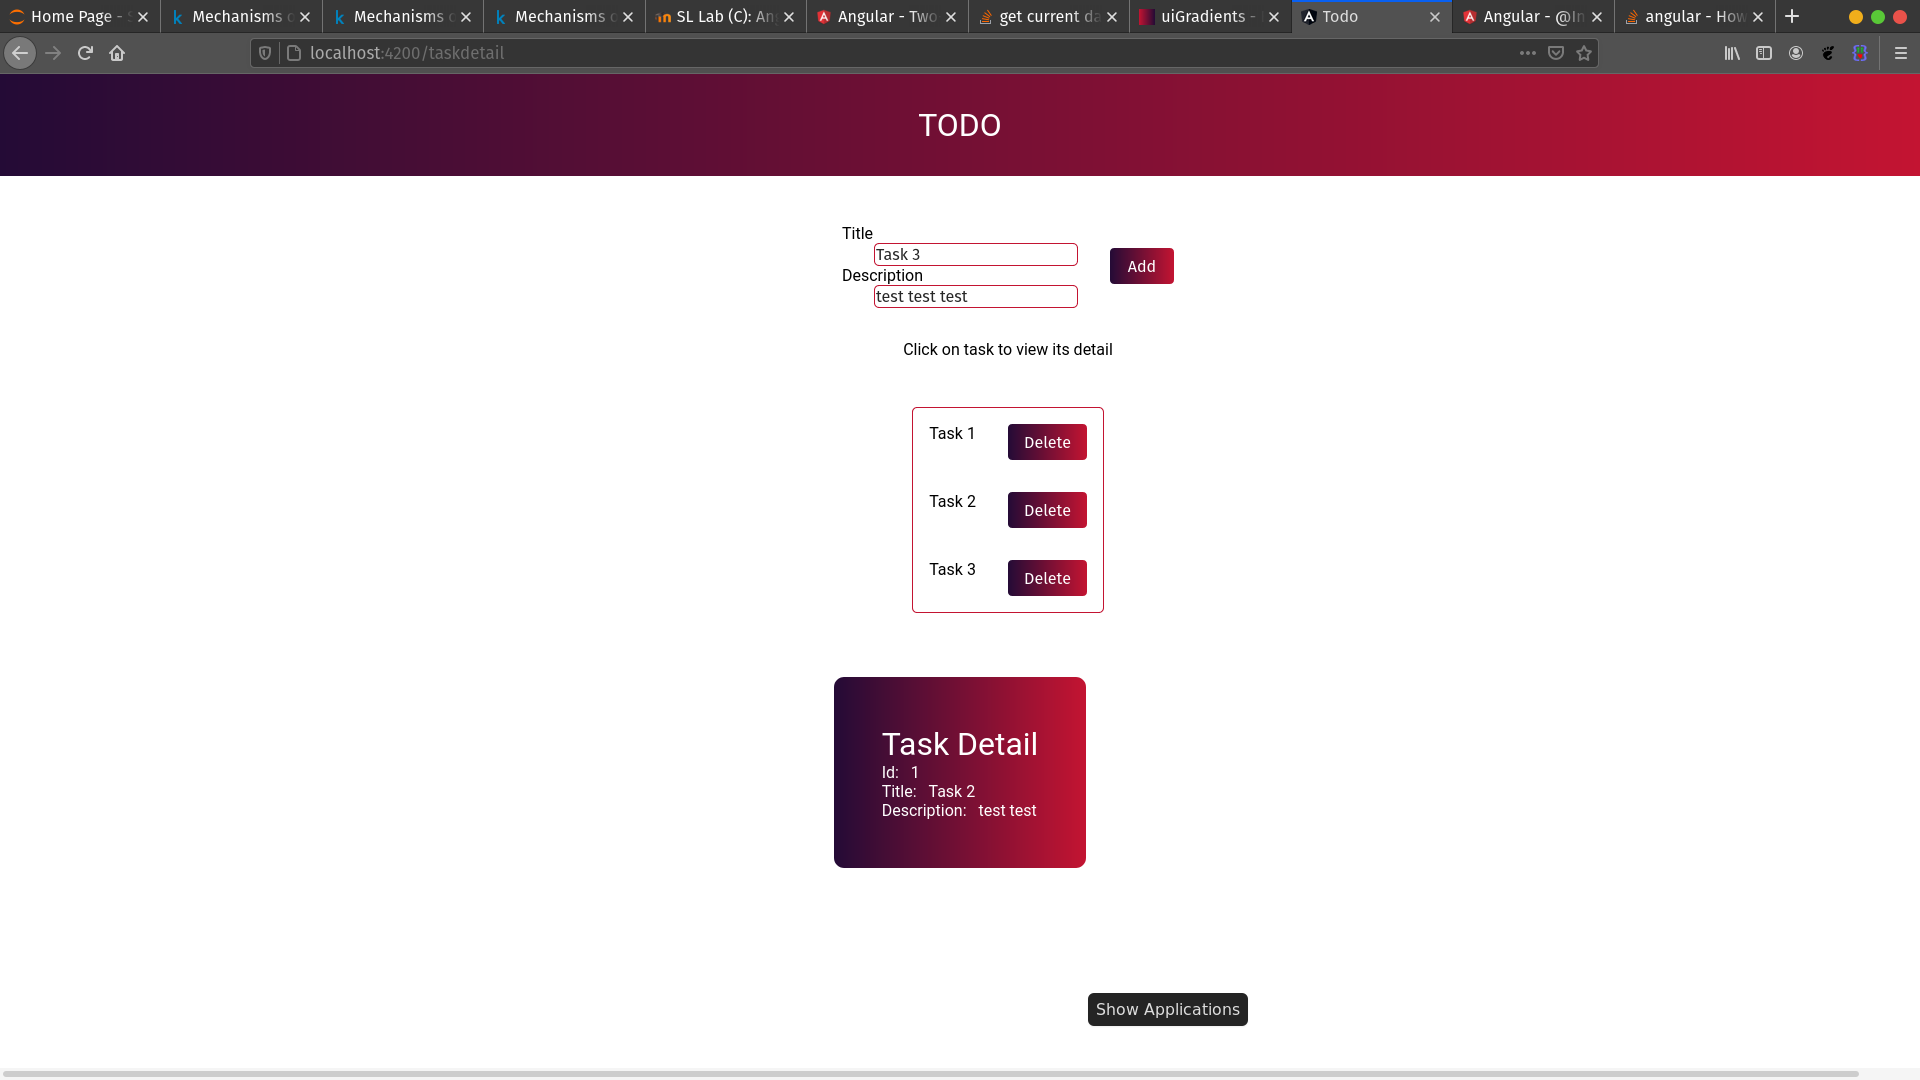 Home Page - S
Mechanisms o
Mechanisms o
Mechanisms o
SL Lab (C): An
Angular - Two
get current da
uiGradients -
Todo
Angular - @In
angular - How
localhost:4200/taskdetail
TODO
Title
Task 3
Add
Description
test test test
Click on task to view its detail
Task 1 Delete
Task 2 Delete
Task 3 Delete
Task Detail
Id: 1
Title: Task 2
Description: test test
Show Applications